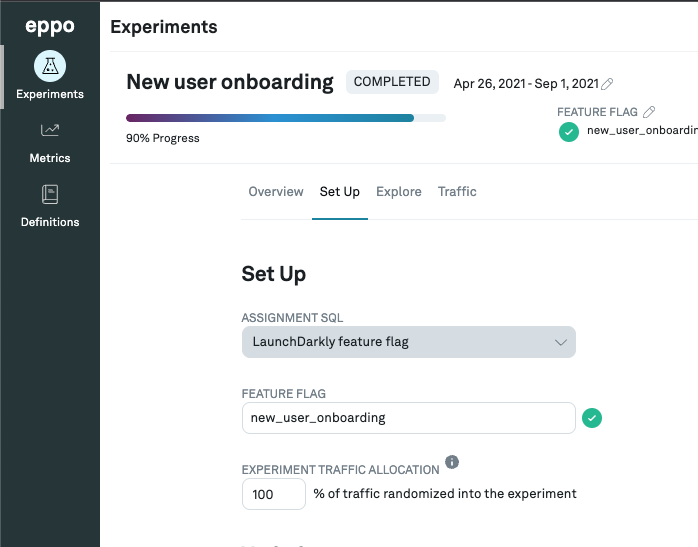 eppo
Experiments
Metrics
Definitions
Experiments
New user onboarding COMPLETED Apr 26, 2021 - Sep 1, 2021
90% Progress
FEATURE FLAG
Overview Set Up Explore Traffic
Set Up
ASSIGNMENT SQL
LaunchDarkly feature flag
FEATURE FLAG
new_user_onboarding
EXPERIMENT TRAFFIC ALLOCATION
100 % of traffic randomized into the experiment